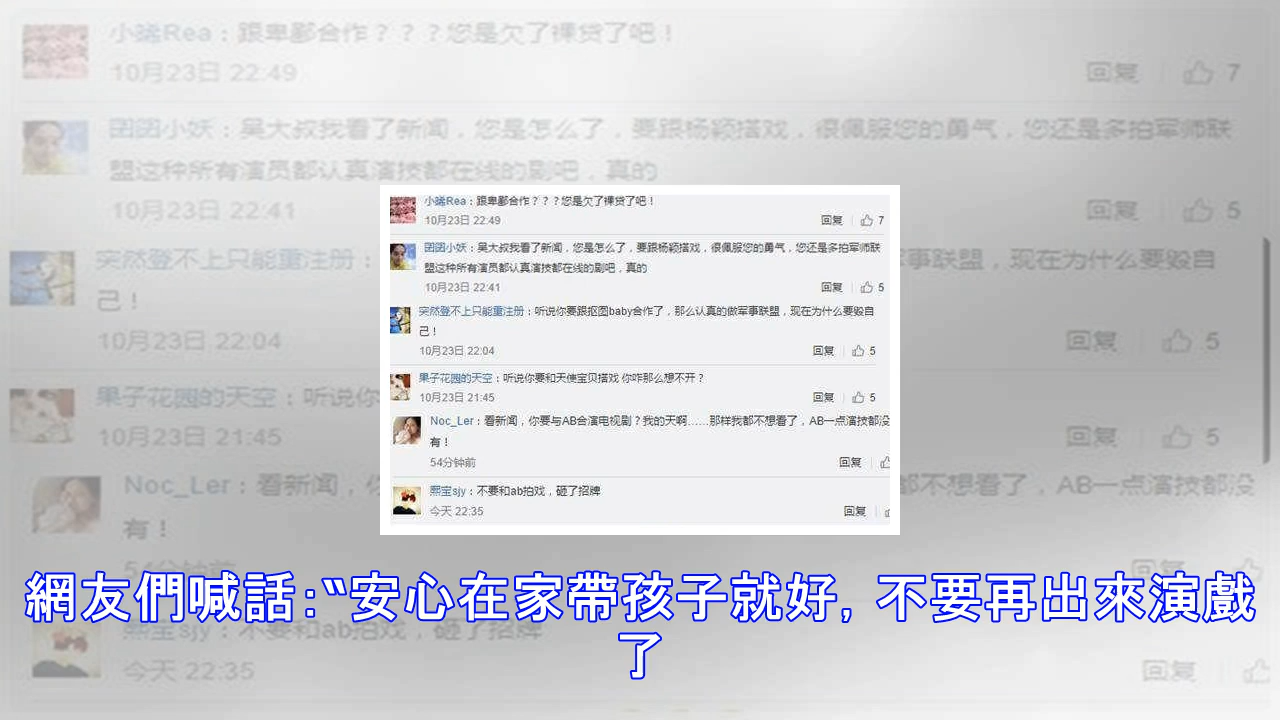 小豨Rea：跟卑鄙合作？？？您是欠了裸贷了吧！
10月23日 22:49
回复 7
团团小妖：吴大叔我看了新闻，您是怎么了，要跟杨颖搭戏，很佩服您的勇气，您还是多拍军师联
盟这种所有演员都认真演技都在线的剧吧，真的
10月23日 22:41
回复 5
突然登不上只能重注册：听说你要跟抠图baby合作了，那么认真的做军事联盟，现在为什么要毁自
己！
10月23日 22:04
回复 5
果子花园的天空：听说你要和天使宝贝搭戏 你咋那么想不开？
10月23日 21:45
回复 5
Noc_Ler：看新闻，你要与AB合演电视剧？我的天啊……那样我都不想看了，AB一点演技都没
有！
54分钟前
回复
熙宝sjy：不要和ab拍戏，砸了招牌
今天 22:35
回复
網友們喊話:“安心在家帶孩子就好, 不要再出來演戲
了